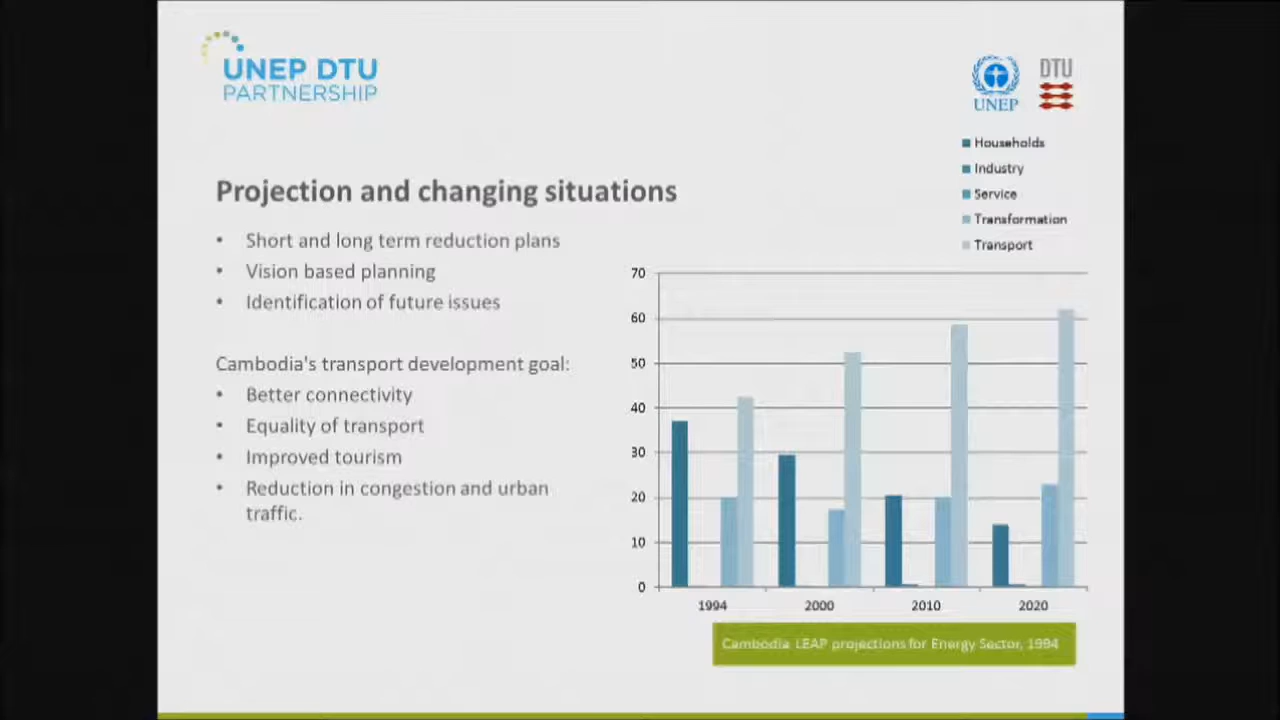 UNEP DTU
PARTNERSHIP
UNEP
DTU
Households
Industry
Service
Transformation
Transport
Projection and changing situations
• Short and long term reduction plans
• Vision based planning
• Identification of future issues
Cambodia's transport development goal:
• Better connectivity
• Equality of transport
• Improved tourism
• Reduction in congestion and urban
traffic.
70
60
50
40
30
20
10
0
1994 2000 2010 2020
Cambodia LEAP projections for Energy Sector, 1994